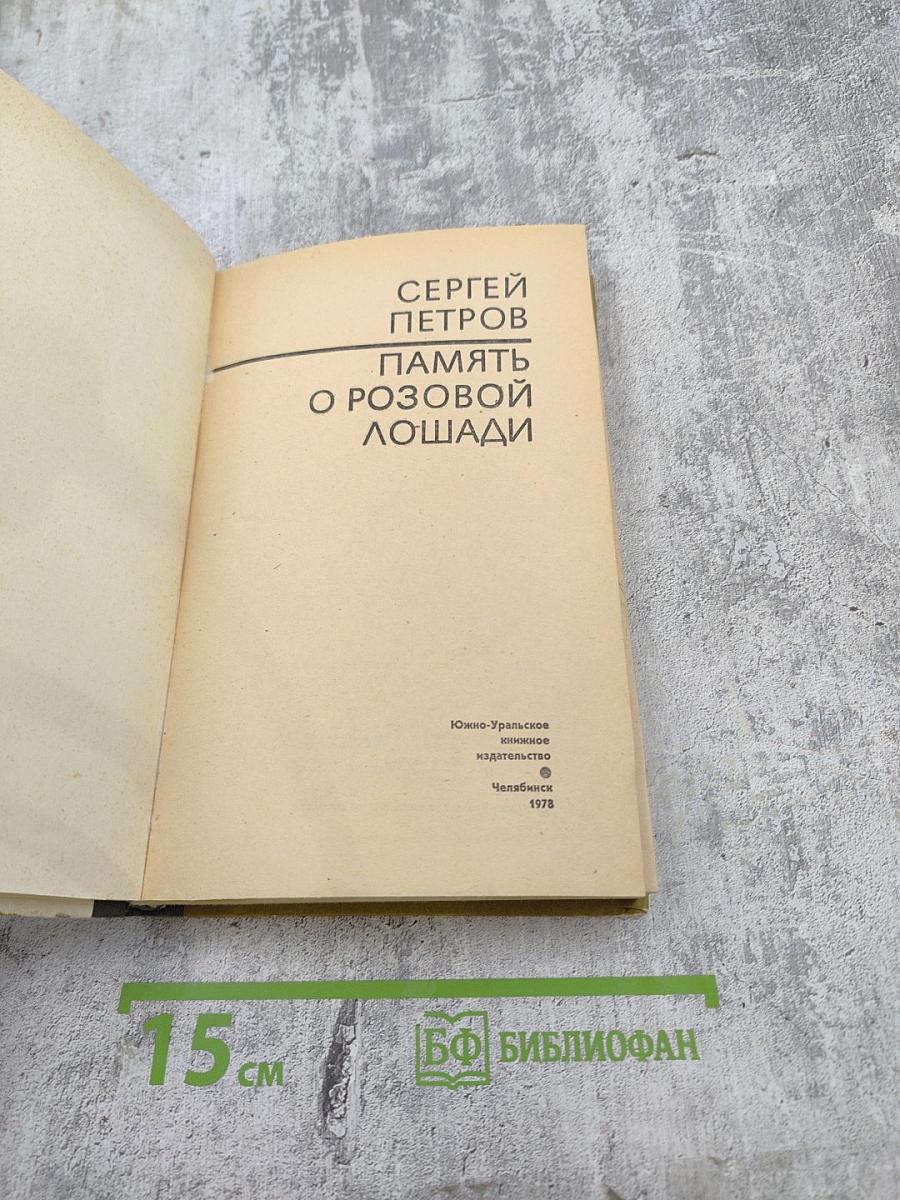 СЕРГЕЙ
ПЕТРОВ
ПАМЯТЬ
О РОЗОВОЙ
ЛОШАДИ
Южно-Уральское
книжное
издательство
Челябинск
1978
15 см
БФ БИБЛИОФАН